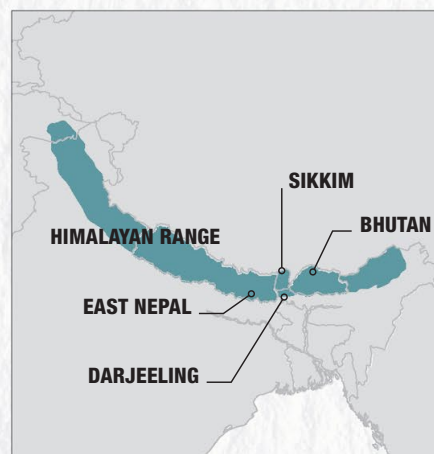 SIKKIM
BHUTAN
HIMALAYAN RANGE
EAST NEPAL
DARJEELING